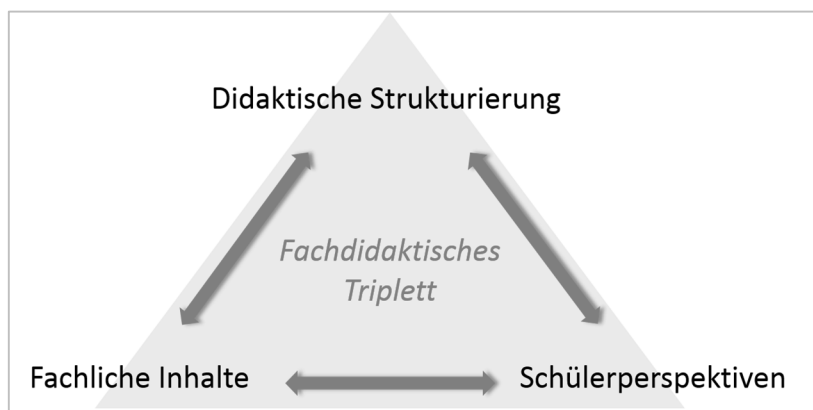 Didaktische Strukturierung
Fachdidaktisches
Triplett
Fachliche Inhalte
Schülerperspektiven